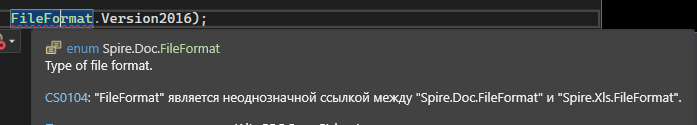 FileFormat.Version2016);
enum Spire.Doc.FileFormat
Type of file format.
CS0104: "FileFormat" является неоднозначной ссылкой между "Spire.Doc.FileFormat" и "Spire.Xls.FileFormat".